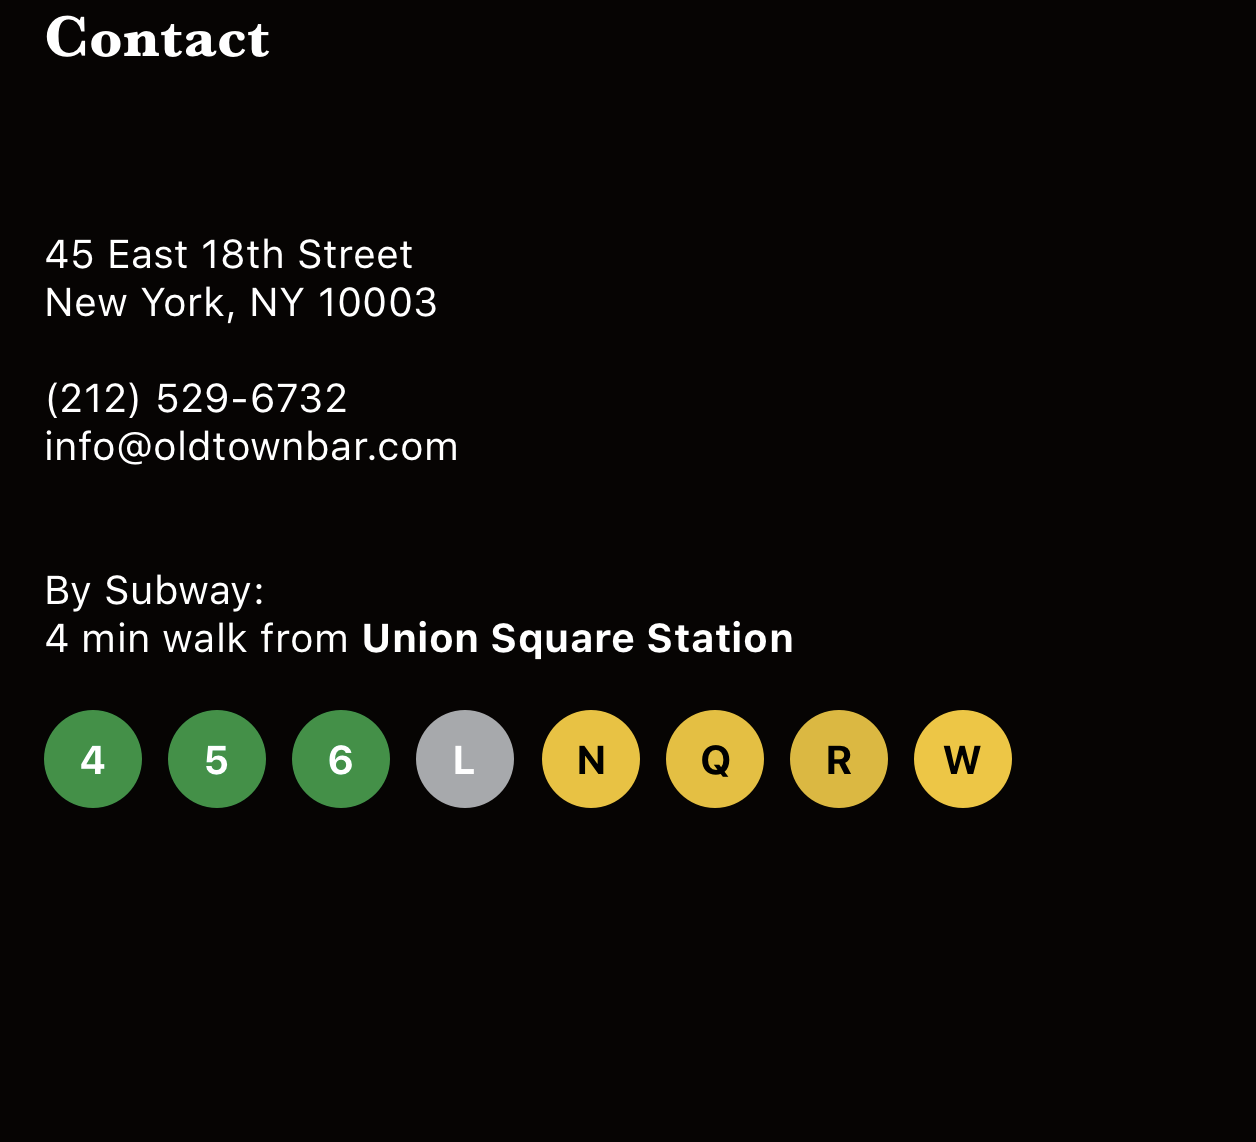 Contact
45 East 18th Street
New York, NY 10003
(212) 529-6732
info@oldtownbar.com
By Subway:
4 min walk from Union Square Station
4 5 6 L N Q R W